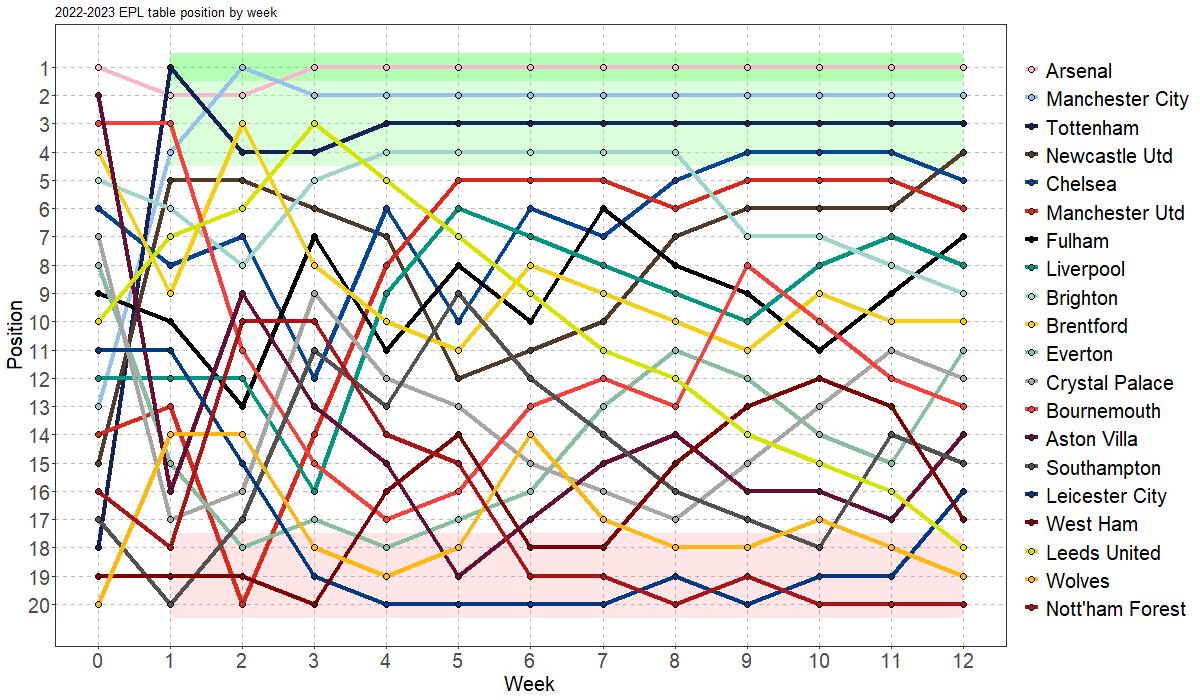 2022-2023 EPL table position by week
Position
1
2
3
4
5
6
7
8
9
10
11
12
13
14
15
16
17
18
19
20
0 1 2 3 4 5 6 7 8 9 10 11 12
Week
Arsenal
Manchester City
Tottenham
Newcastle Utd
Chelsea
Manchester Utd
Fulham
Liverpool
Brighton
Brentford
Everton
Crystal Palace
Bournemouth
Aston Villa
Southampton
Leicester City
West Ham
Leeds United
Wolves
Nott'ham Forest